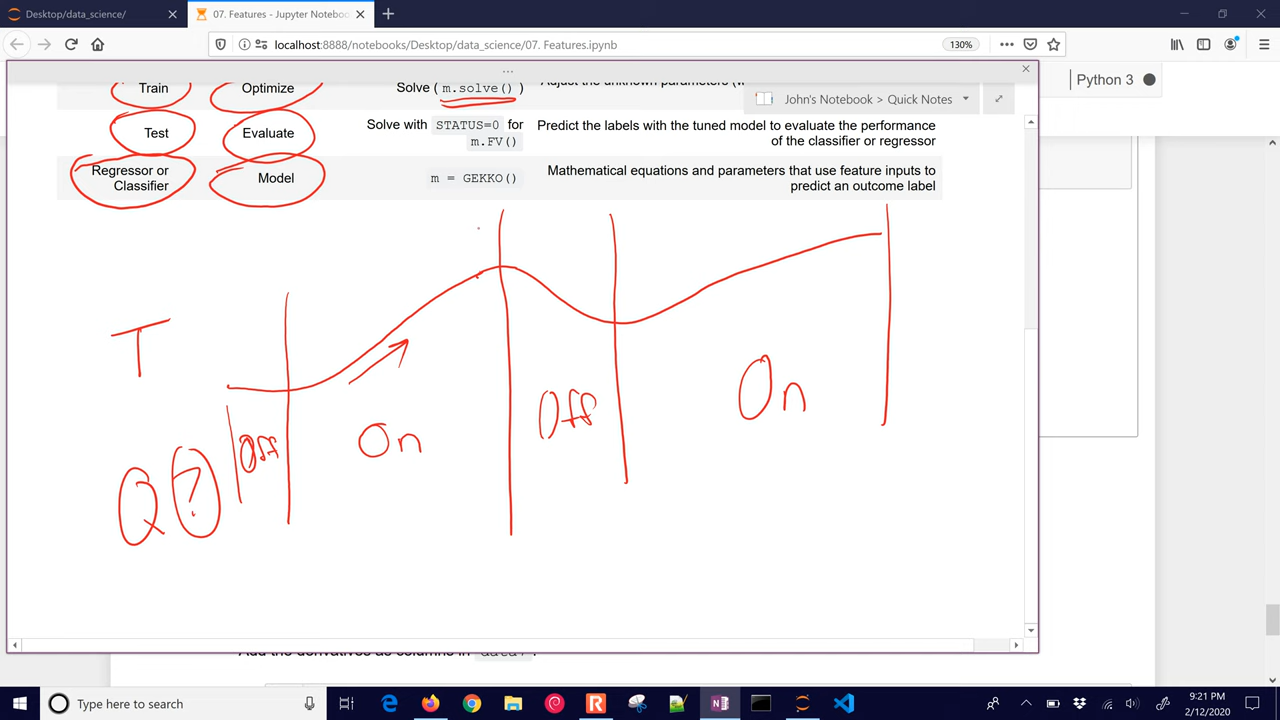 Desktop/data_science/
07. Features - Jupyter Notebook
localhost:8888/notebooks/Desktop/data_science/07. Features.ipynb
130%
Python 3
John's Notebook > Quick Notes
Train Optimize Solve ( m.solve() )
Test Evaluate Solve with STATUS=0 for m.FV() Predict the labels with the tuned model to evaluate the performance of the classifier or regressor
Regressor or Classifier Model m = GEKKO() Mathematical equations and parameters that use feature inputs to predict an outcome label
T
Off On Off On
Q ?
Type here to search
9:21 PM
2/12/2020